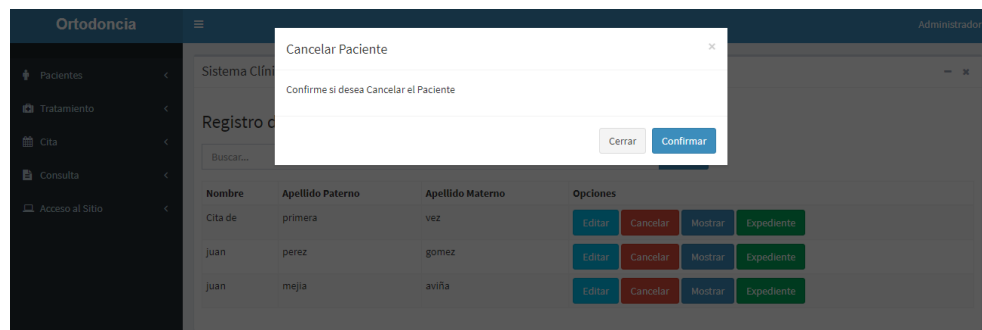 Ortodoncia
Administrador
Cancelar Paciente ×
Confirme si desea Cancelar el Paciente
Cerrar Confirmar
Pacientes
Tratamiento
Cita
Consulta
Acceso al Sitio
Sistema Clíni
Registro d
Buscar...
Nombre Apellido Paterno Apellido Materno Opciones
Cita de primera vez Editar Cancelar Mostrar Expediente
juan perez gomez Editar Cancelar Mostrar Expediente
juan mejia aviña Editar Cancelar Mostrar Expediente